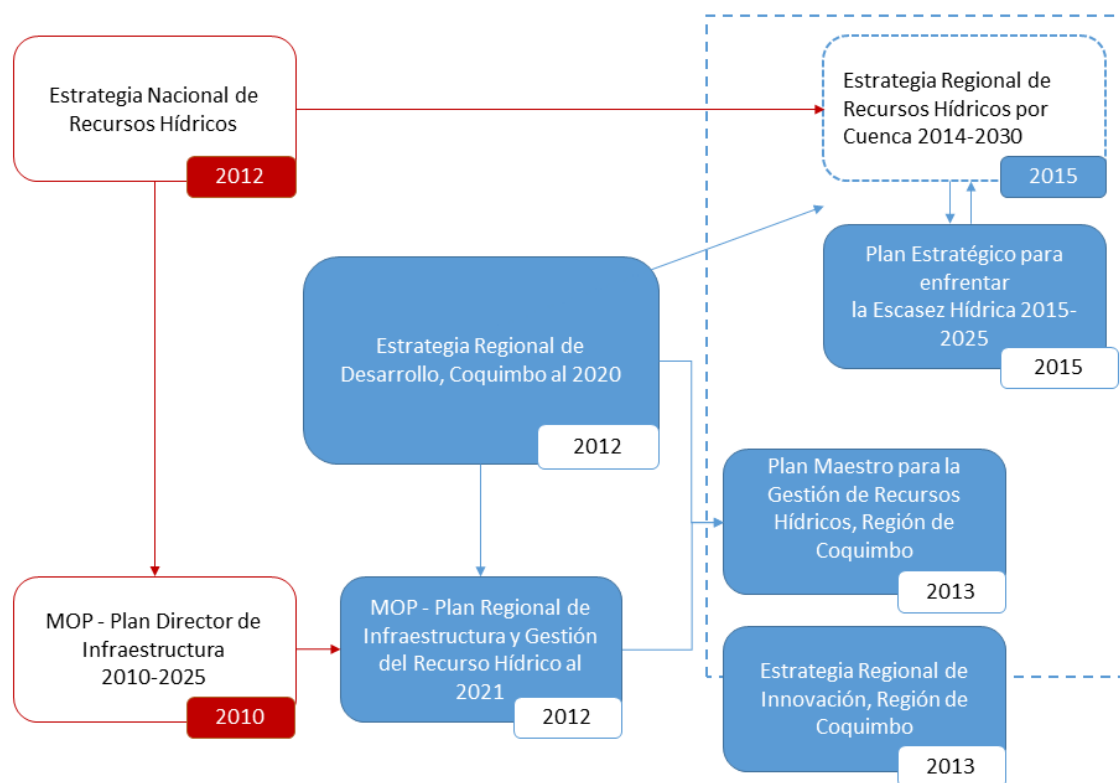 Estrategia Nacional de
Recursos Hídricos
2012
Estrategia Regional de
Recursos Hídricos por
Cuenca 2014-2030
2015
Plan Estratégico para
enfrentar
la Escasez Hídrica 2015-
2025
2015
Estrategia Regional de
Desarrollo, Coquimbo al 2020
2012
Plan Maestro para la
Gestión de Recursos
Hídricos, Región de
Coquimbo
2013
MOP - Plan Director de
Infraestructura
2010-2025
2010
MOP - Plan Regional de
Infraestructura y Gestión
del Recurso Hídrico al
2021
2012
Estrategia Regional de
Innovación, Región de
Coquimbo
2013